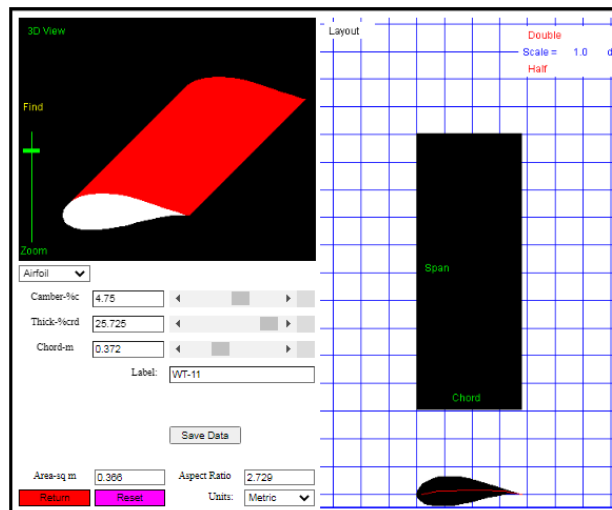 3D View
Find
Zoom
Airfoil
Camber-%c 4.75
Thick-%crd 25.725
Chord-m 0.372
Label: WT-11
Save Data
Area-sq m 0.366 Aspect Ratio 2.729
Return Reset Units: Metric
Layout
Double
Scale = 1.0 d
Half
Span
Chord